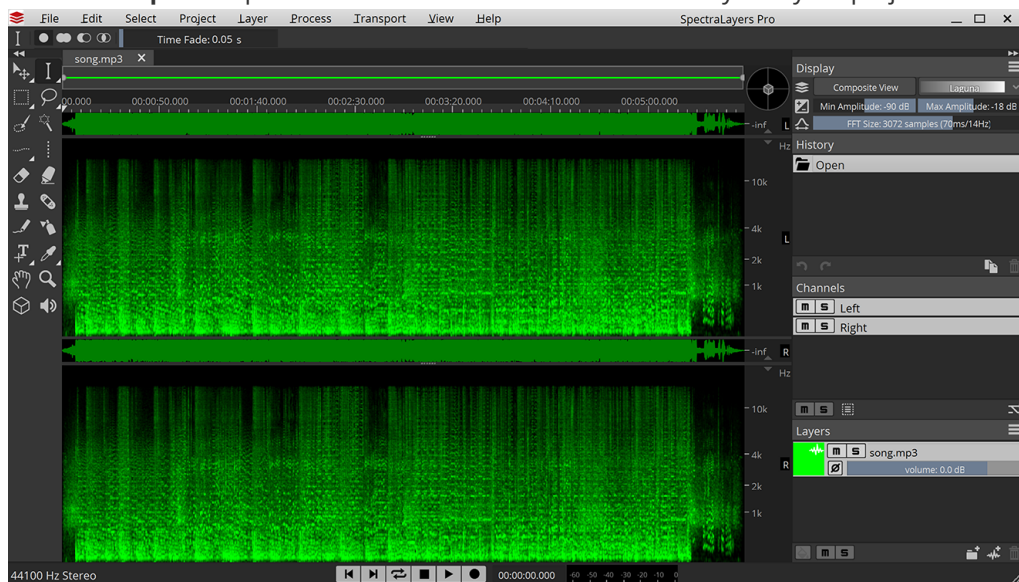 File Edit Select Project Layer Process Transport View Help SpectraLayers Pro
Time Fade: 0.05 s
song.mp3
Display
Composite View Laguna
Min Amplitude: -90 dB Max Amplitude: -18 dB
FFT Size: 3072 samples (70ms/14Hz)
00.000 00:00:50.000 00:01:40.000 00:02:30.000 00:03:20.000 00:04:10.000 00:05:00.000
-inf L
Hz
History
Open
10k
4k
L
2k
1k
Channels
m S Left
m S Right
-inf R
Hz
10k
m S
Layers
4k
m S song.mp3
R
volume: 0.0 dB
2k
1k
m S
44100 Hz Stereo 00:00:00.000 -60 -50 -40 -30 -20 -10 0